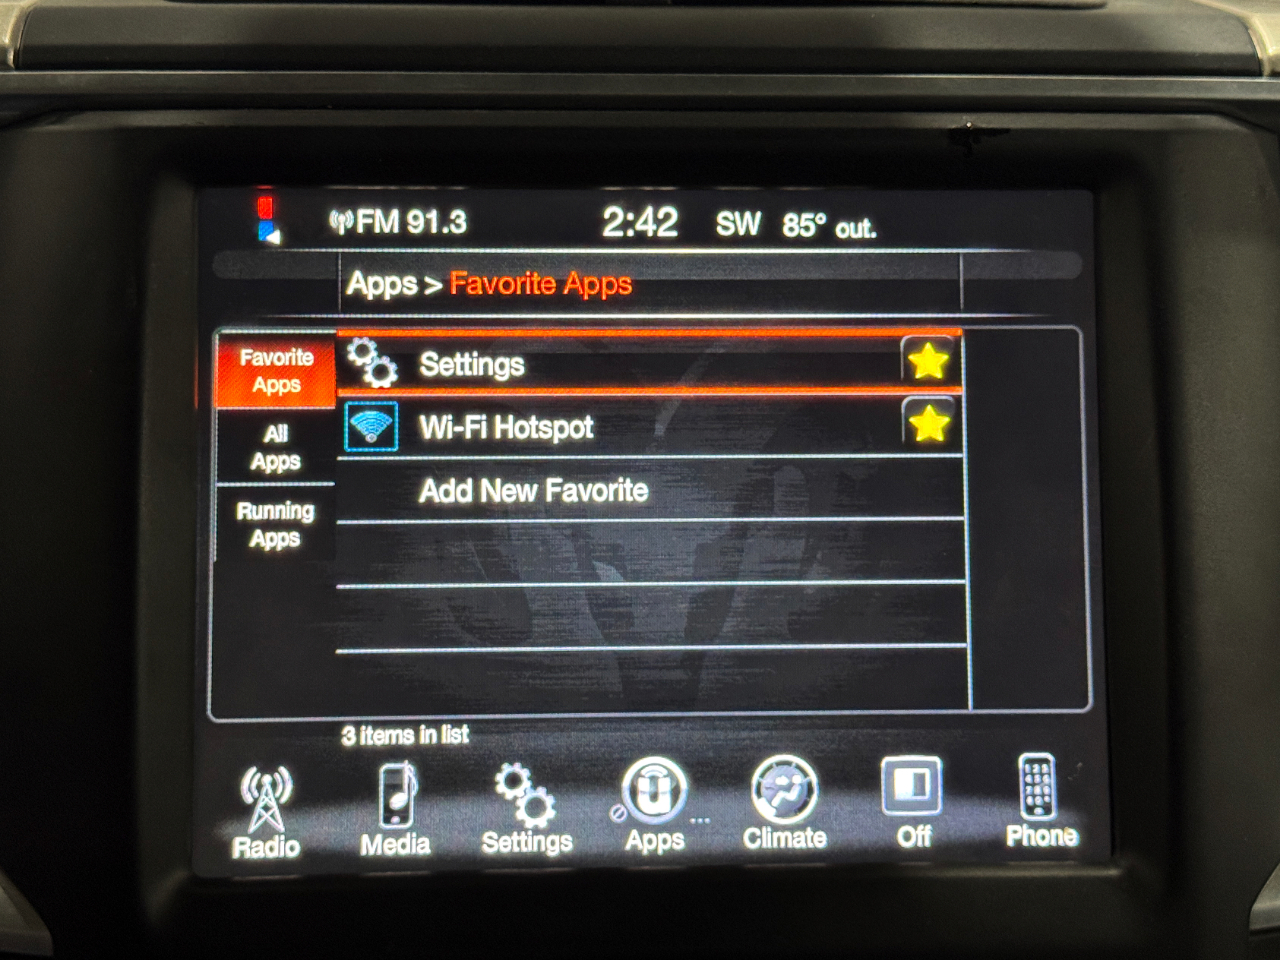 FM 91.3 2:42 SW 85° out.
Apps > Favorite Apps
Favorite
Apps
Settings
All
Apps
Wi-Fi Hotspot
Running
Apps
Add New Favorite
3 items in list
Radio Media Settings Apps ... Climate Off Phone